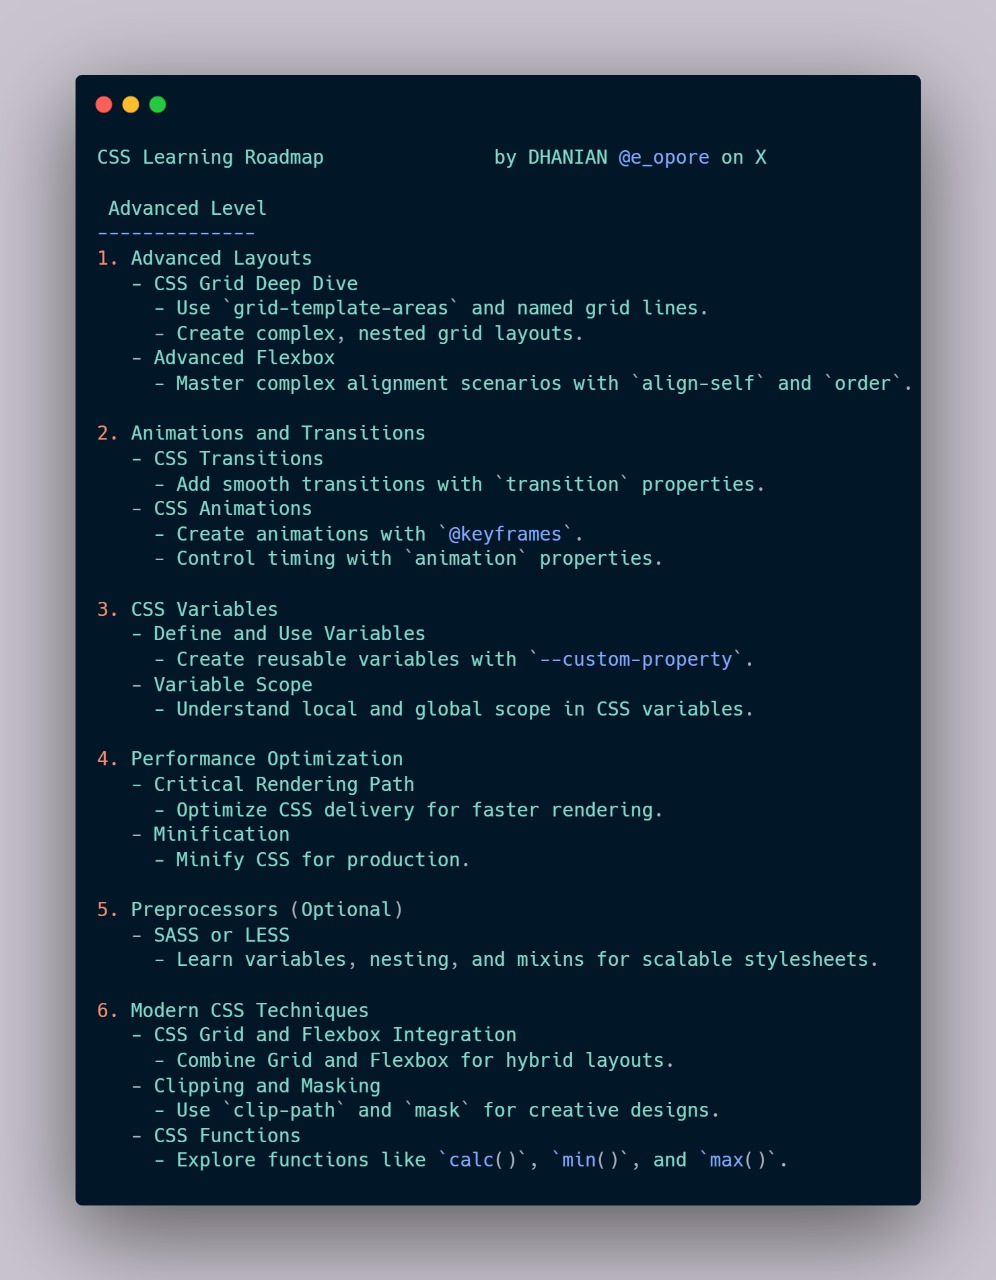 CSS Learning Roadmap by DHANIAN @e_opore on X
Advanced Level
--------------
1. Advanced Layouts
- CSS Grid Deep Dive
- Use `grid-template-areas` and named grid lines.
- Create complex, nested grid layouts.
- Advanced Flexbox
- Master complex alignment scenarios with `align-self` and `order`.
2. Animations and Transitions
- CSS Transitions
- Add smooth transitions with `transition` properties.
- CSS Animations
- Create animations with `@keyframes`.
- Control timing with `animation` properties.
3. CSS Variables
- Define and Use Variables
- Create reusable variables with `--custom-property`.
- Variable Scope
- Understand local and global scope in CSS variables.
4. Performance Optimization
- Critical Rendering Path
- Optimize CSS delivery for faster rendering.
- Minification
- Minify CSS for production.
5. Preprocessors (Optional)
- SASS or LESS
- Learn variables, nesting, and mixins for scalable stylesheets.
6. Modern CSS Techniques
- CSS Grid and Flexbox Integration
- Combine Grid and Flexbox for hybrid layouts.
- Clipping and Masking
- Use `clip-path` and `mask` for creative designs.
- CSS Functions
- Explore functions like `calc()`, `min()`, and `max()`.